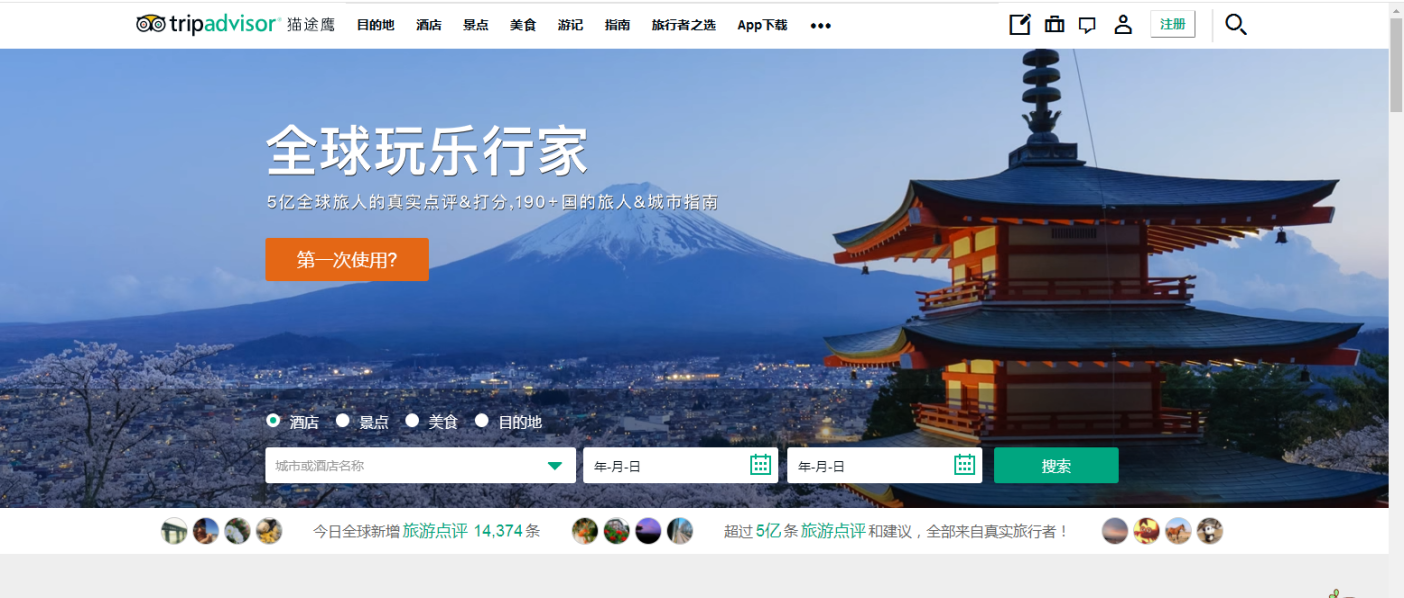 tripadvisor® 猫途鹰 目的地 酒店 景点 美食 游记 指南 旅行者之选 App下载 ••• 注册
全球玩乐行家
5亿全球旅人的真实点评&打分,190+国的旅人&城市指南
第一次使用?
酒店 景点 美食 目的地
城市或酒店名称 年-月-日 年-月-日 搜索
今日全球新增 旅游点评 14,374 条 超过 5亿 条 旅游点评 和建议，全部来自真实旅行者！